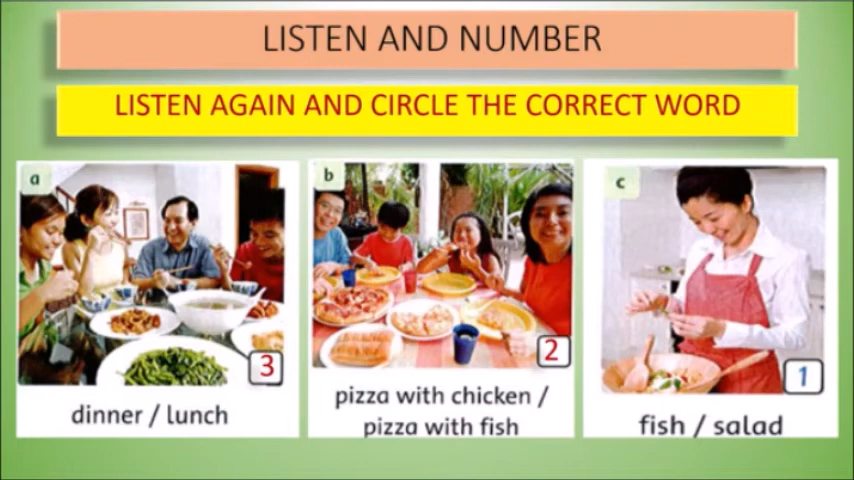 LISTEN AND NUMBER
LISTEN AGAIN AND CIRCLE THE CORRECT WORD
a
b
c
3
2
1
dinner / lunch
pizza with chicken /
pizza with fish
fish / salad